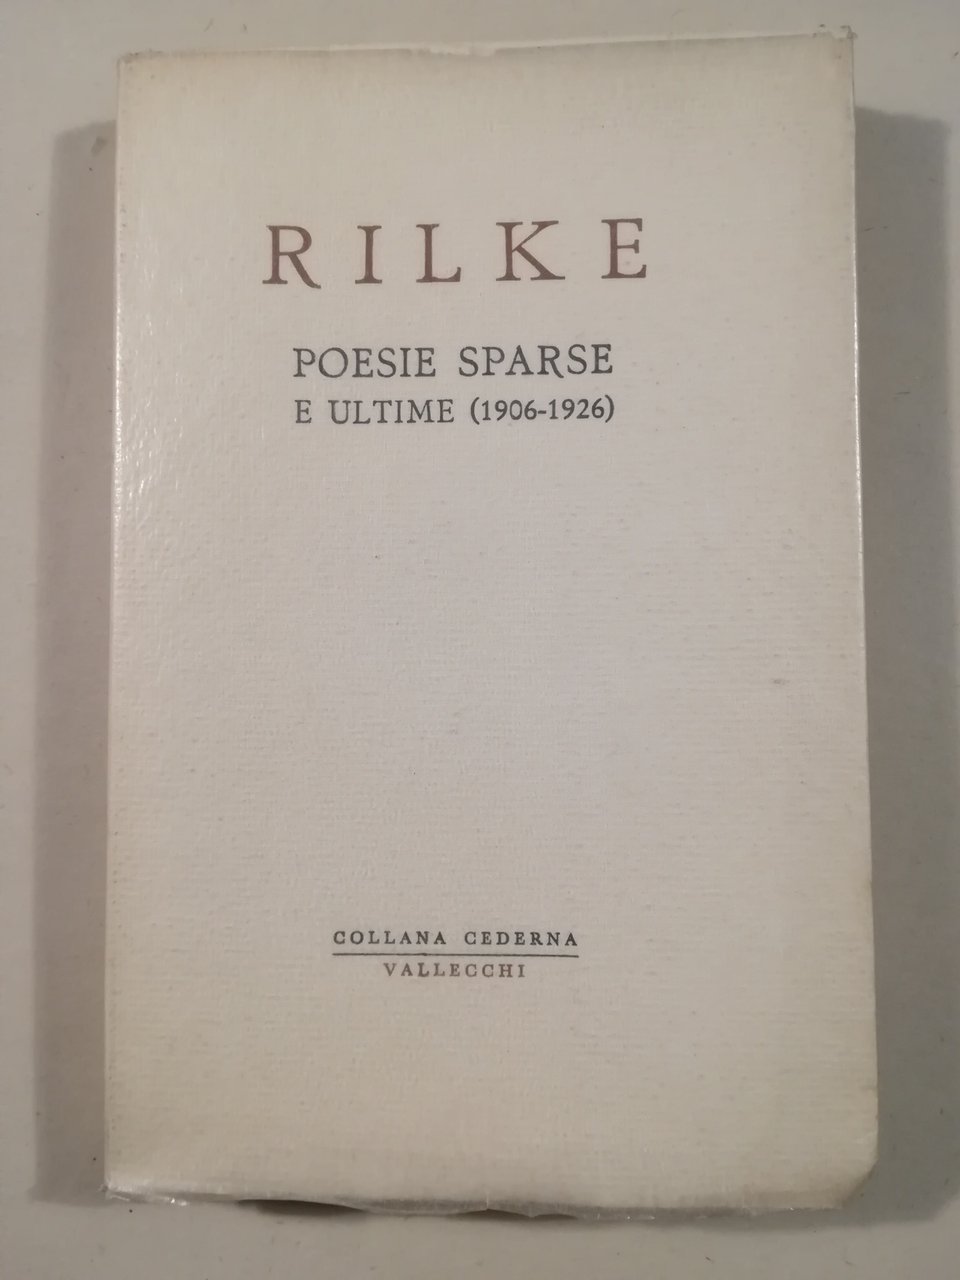 RILKE
POESIE SPARSE
E ULTIME (1906-1926)
COLLANA CEDERNA
VALLECCHI